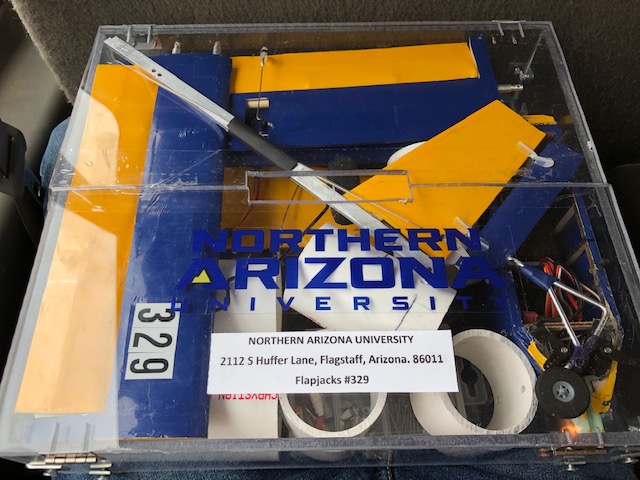 NORTHERN
ARIZONA
UNIVERSITY
329
NORTHERN ARIZONA UNIVERSITY
2112 S Huffer Lane, Flagstaff, Arizona. 86011
Flapjacks #329